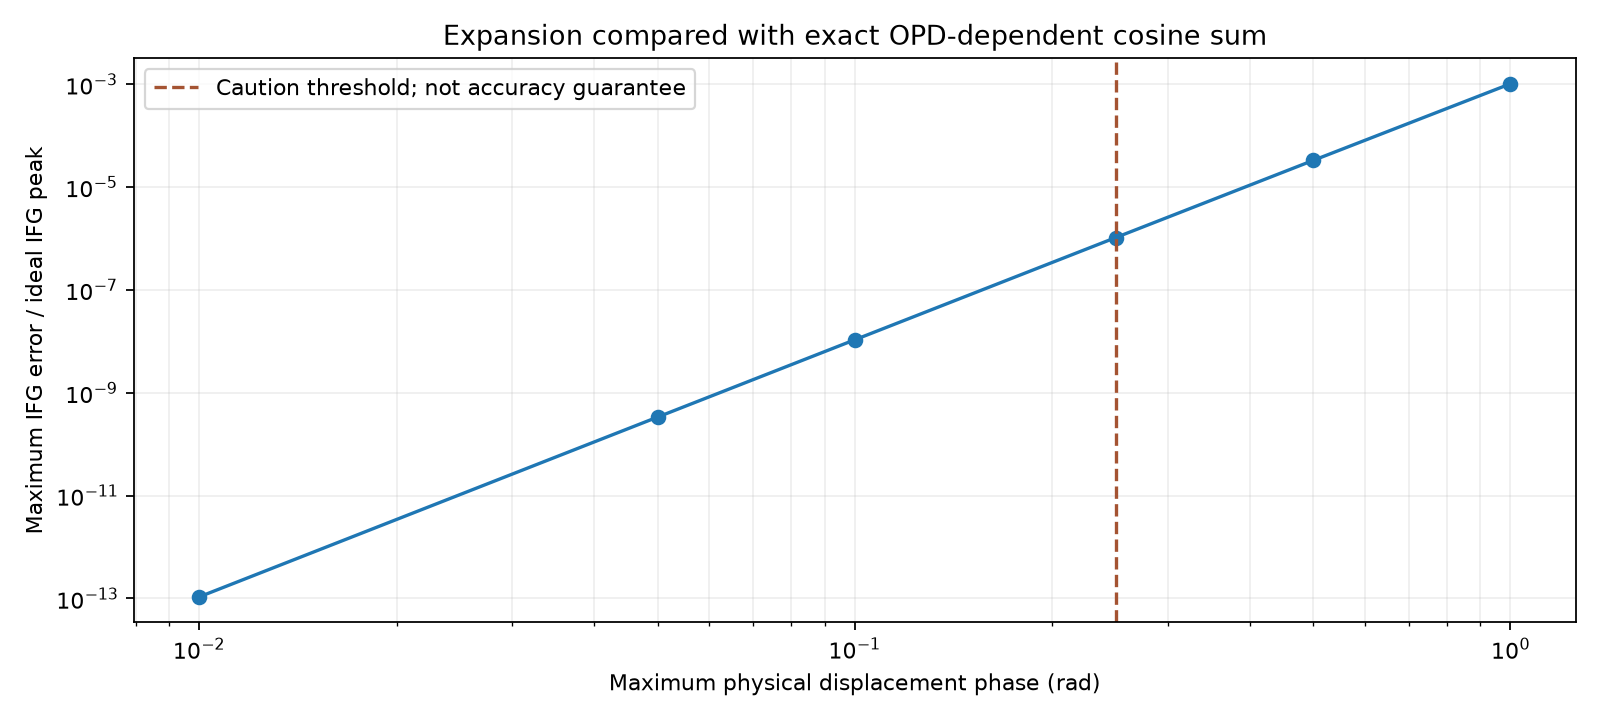 Expansion compared with exact OPD-dependent cosine sum
Caution threshold; not accuracy guarantee
Maximum IFG error / ideal IFG peak
10⁻³
10⁻⁵
10⁻⁷
10⁻⁹
10⁻¹¹
10⁻¹³
10⁻²
10⁻¹
10⁰
Maximum physical displacement phase (rad)